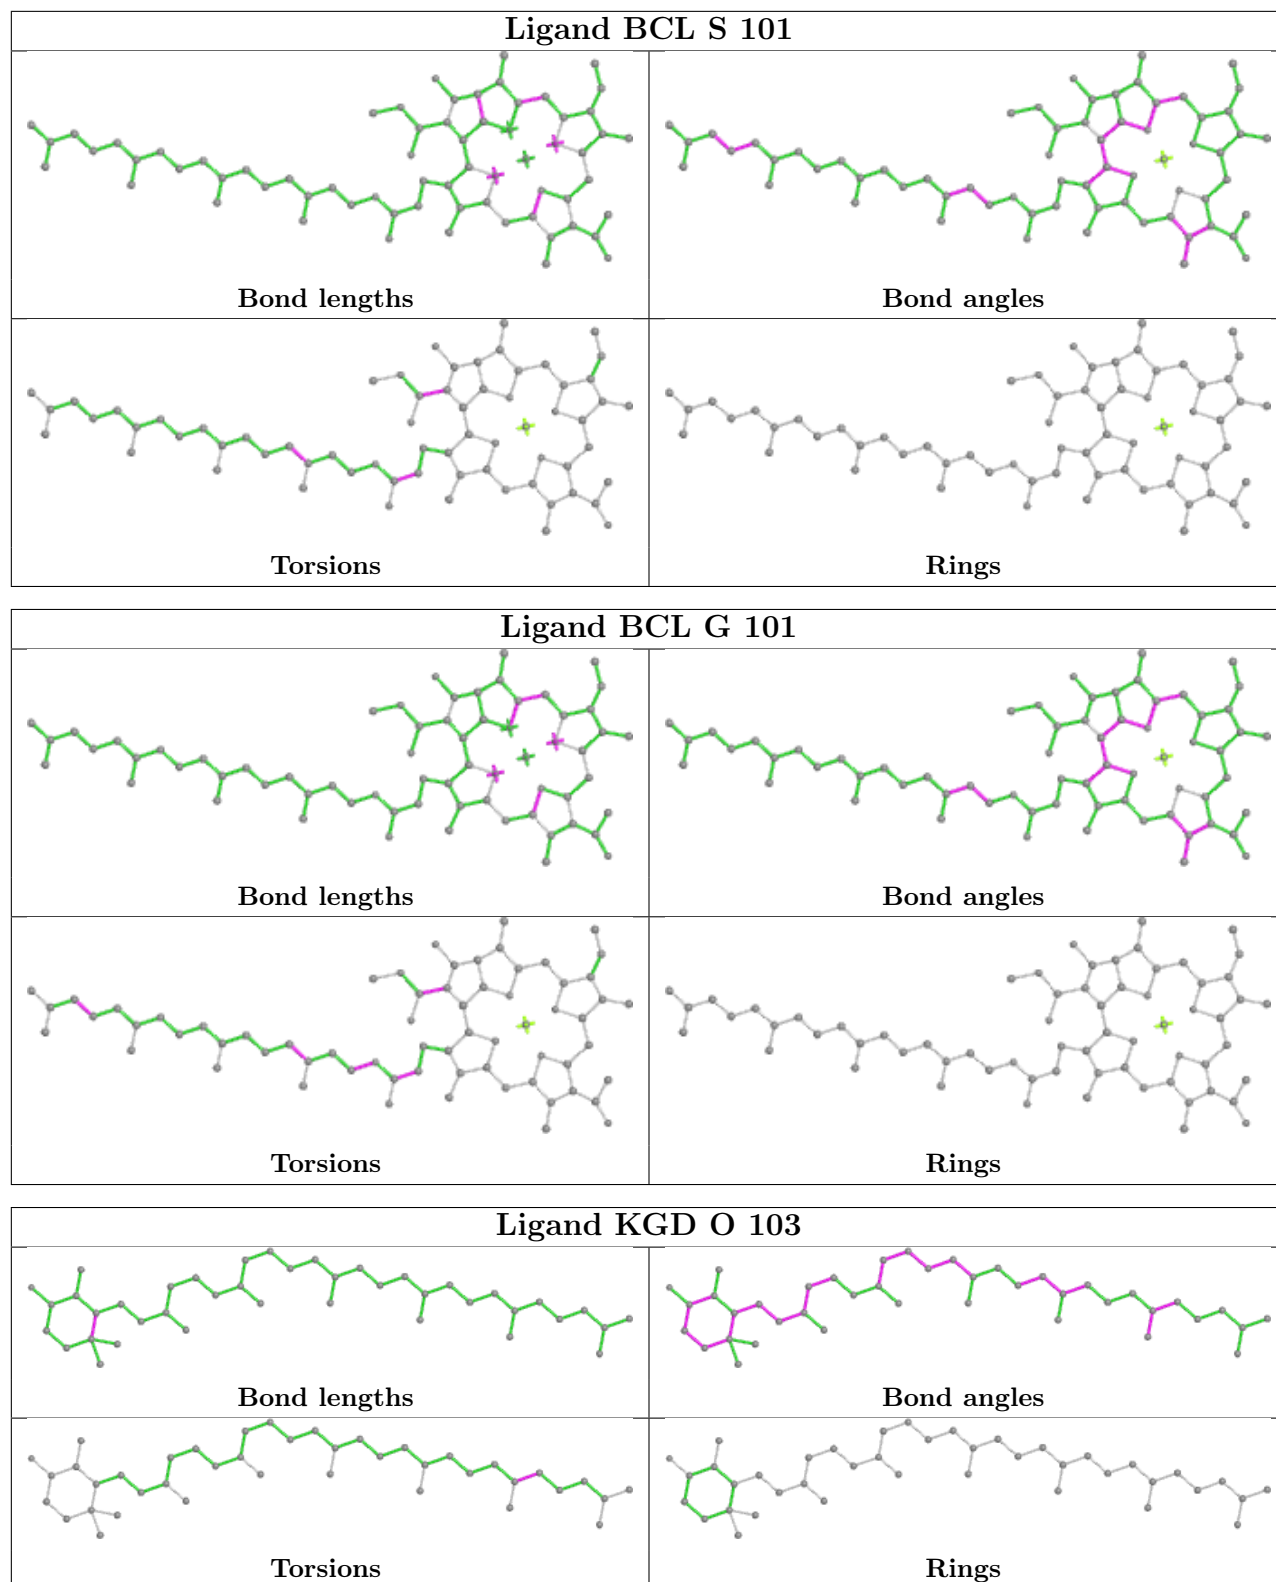 Ligand BCL S 101
Bond lengths
Bond angles
Torsions
Rings
Ligand BCL G 101
Bond lengths
Bond angles
Torsions
Rings
Ligand KGD O 103
Bond lengths
Bond angles
Torsions
Rings